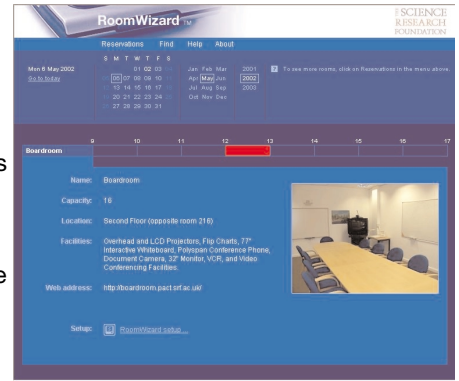 RoomWizard TM
SCIENCE
RESEARCH
FOUNDATION
Reservations Find Help About
S M T W T F S
Mon 6 May 2002
Go to today
01 02 03
06 07 08 09 10
13 14 15 16 17
20 21 22 23 24
27 28 29 30 31
Jan Feb Mar 2001
Apr May Jun 2002
Jul Aug Sep 2003
Oct Nov Dec
? To see more rooms, click on Reservations in the menu above
9 10 11 12 13 14 15 16 17
Boardroom
Name: Boardroom
Capacity: 16
Location: Second Floor (opposite room 216)
Facilities: Overhead and LCD Projectors, Flip Charts, 77"
Interactive Whiteboard, Polyspan Conference Phone,
Document Camera, 32" Monitor, VCR, and Video
Conferencing Facilities.
Web address: http://boardroom.pact.srf.ac.uk/
Setup: RoomWizard setup ...
s
e